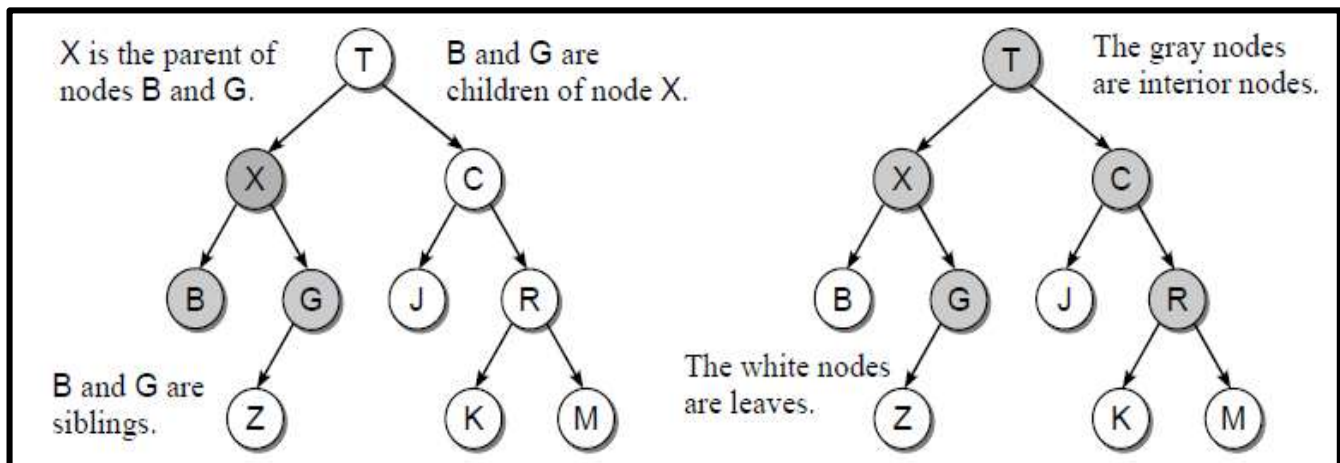 X is the parent of
nodes B and G.
T
B and G are
children of node X.
X
C
B
G
J
R
B and G are
siblings.
Z
K
M
T
The gray nodes
are interior nodes.
X
C
B
G
J
R
The white nodes
are leaves.
Z
K
M